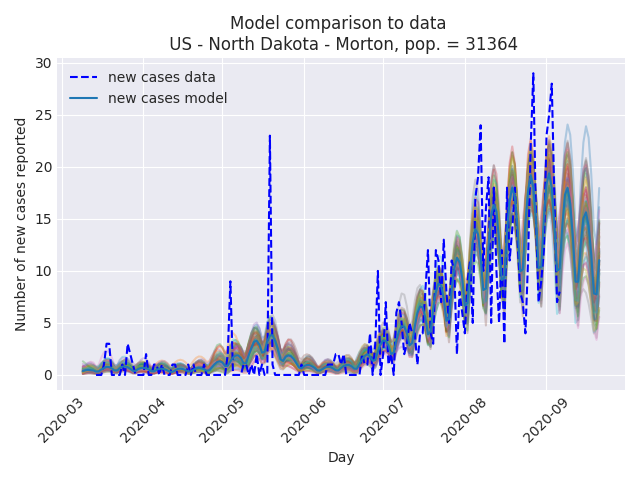 Model comparison to data
US - North Dakota - Morton, pop. = 31364
30
25
20
15
10
5
0
Number of new cases reported
new cases data
new cases model
2020-03
2020-04
2020-05
2020-06
2020-07
2020-08
2020-09
Day